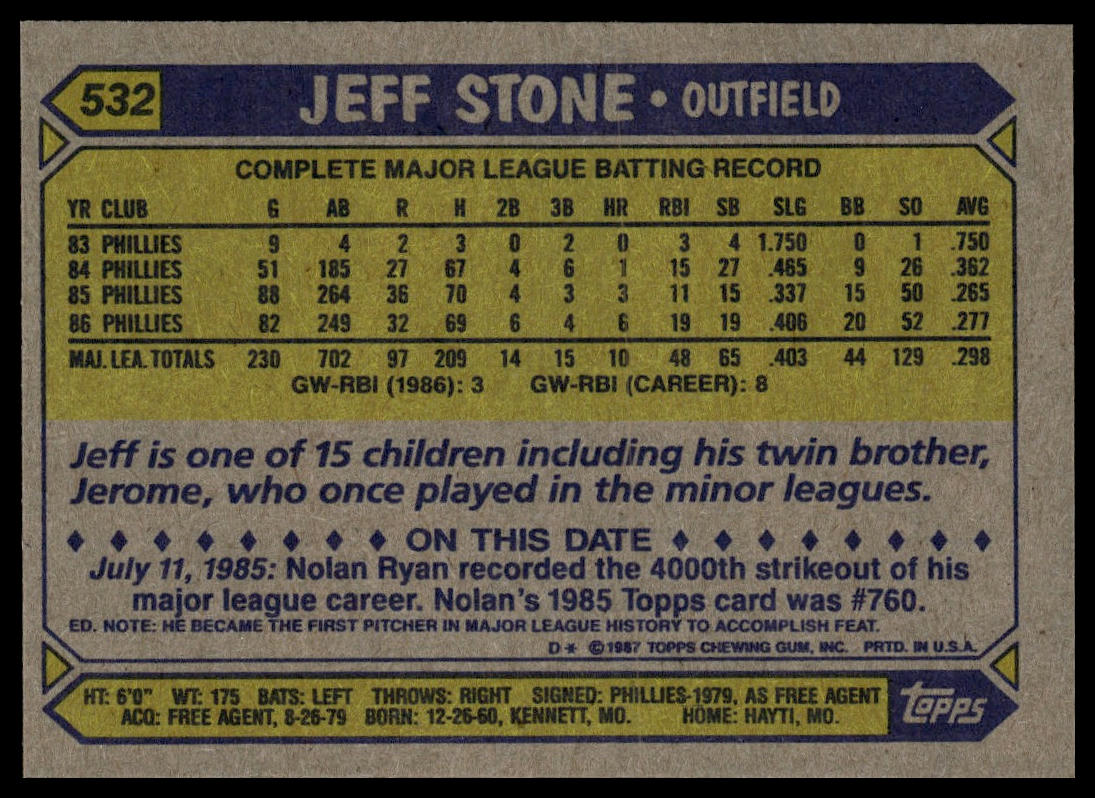 532 JEFF STONE • OUTFIELD
COMPLETE MAJOR LEAGUE BATTING RECORD
YR CLUB G AB R H 2B 3B HR RBI SB SLG BB SO AVG
83 PHILLIES 9 4 2 3 0 2 0 3 4 1.750 0 1 .750
84 PHILLIES 51 185 27 67 4 6 1 15 27 .465 9 26 .362
85 PHILLIES 88 264 36 70 4 3 3 11 15 .337 15 50 .265
86 PHILLIES 82 249 32 69 6 4 6 19 19 .406 20 52 .277
MAJ. LEA. TOTALS 230 702 97 209 14 15 10 48 65 .403 44 129 .298
GW-RBI (1986): 3 GW-RBI (CAREER): 8
Jeff is one of 15 children including his twin brother,
Jerome, who once played in the minor leagues.
♦ ♦ ♦ ♦ ♦ ♦ ♦ ♦ ON THIS DATE ♦ ♦ ♦ ♦ ♦ ♦ ♦ ♦
July 11, 1985: Nolan Ryan recorded the 4000th strikeout of his
major league career. Nolan's 1985 Topps card was #760.
ED. NOTE: HE BECAME THE FIRST PITCHER IN MAJOR LEAGUE HISTORY TO ACCOMPLISH FEAT.
D* ©1987 TOPPS CHEWING GUM, INC. PRTD. IN U.S.A.
HT: 6'0" WT: 175 BATS: LEFT THROWS: RIGHT SIGNED: PHILLIES-1979, AS FREE AGENT
ACQ: FREE AGENT, 8-26-79 BORN: 12-26-60, KENNETT, MO. HOME: HAYTI, MO.
topps